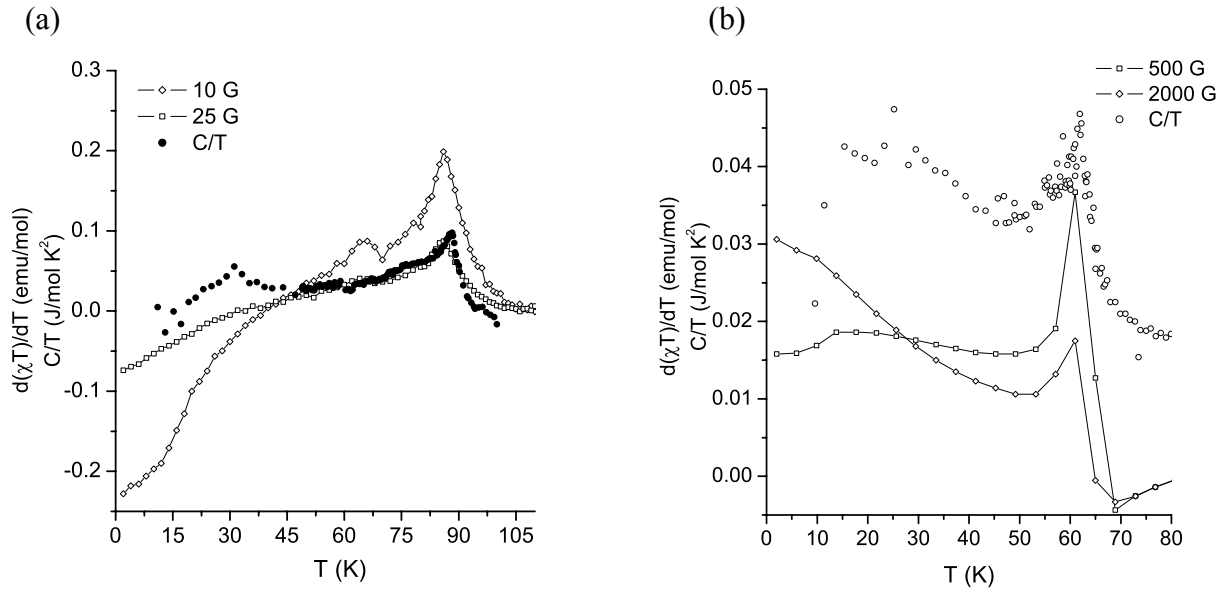 (a)
0.3
0.2
0.1
0.0
-0.1
-0.2
d(χT)/dT (emu/mol)
C/T (J/mol K²)
10 G
25 G
C/T
0 15 30 45 60 75 90 105
T (K)
(b)
0.05
0.04
0.03
0.02
0.01
0.00
d(χT)/dT (emu/mol)
C/T (J/mol K²)
500 G
2000 G
C/T
0 10 20 30 40 50 60 70 80
T (K)